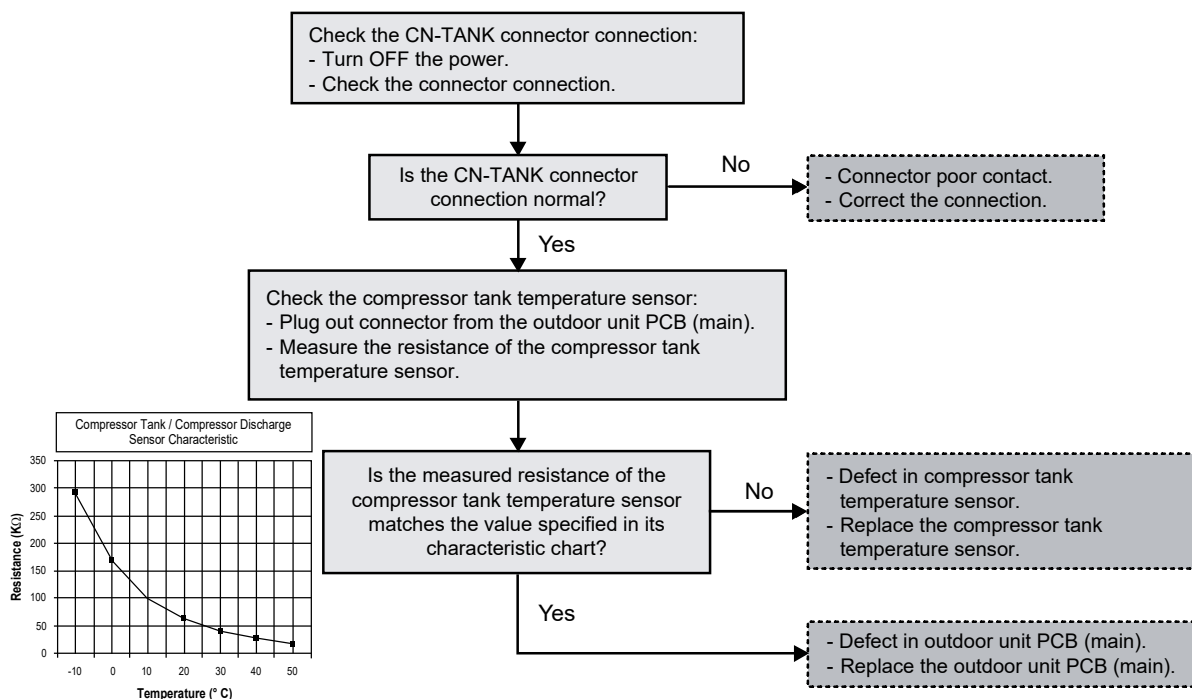 Check the CN-TANK connector connection:
- Turn OFF the power.
- Check the connector connection.
Is the CN-TANK connector
connection normal?
No
- Connector poor contact.
- Correct the connection.
Yes
Check the compressor tank temperature sensor:
- Plug out connector from the outdoor unit PCB (main).
- Measure the resistance of the compressor tank
temperature sensor.
Compressor Tank / Compressor Discharge
Sensor Characteristic
350
300
250
200
150
100
50
0
Resistance (KΩ)
-10 0 10 20 30 40 50
Temperature (° C)
Is the measured resistance of the
compressor tank temperature sensor
matches the value specified in its
characteristic chart?
No
- Defect in compressor tank
temperature sensor.
- Replace the compressor tank
temperature sensor.
Yes
- Defect in outdoor unit PCB (main).
- Replace the outdoor unit PCB (main).